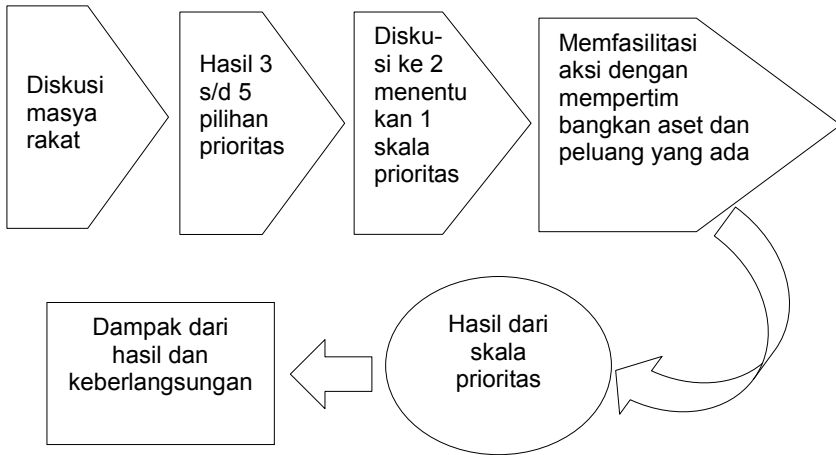 Diskusi
masya
rakat
Hasil 3
s/d 5
pilihan
prioritas
Disku-
si ke 2
menentu
kan 1
skala
prioritas
Memfasilitasi
aksi dengan
mempertim
bangkan aset dan
peluang yang ada
Hasil dari
skala
prioritas
Dampak dari
hasil dan
keberlangsungan